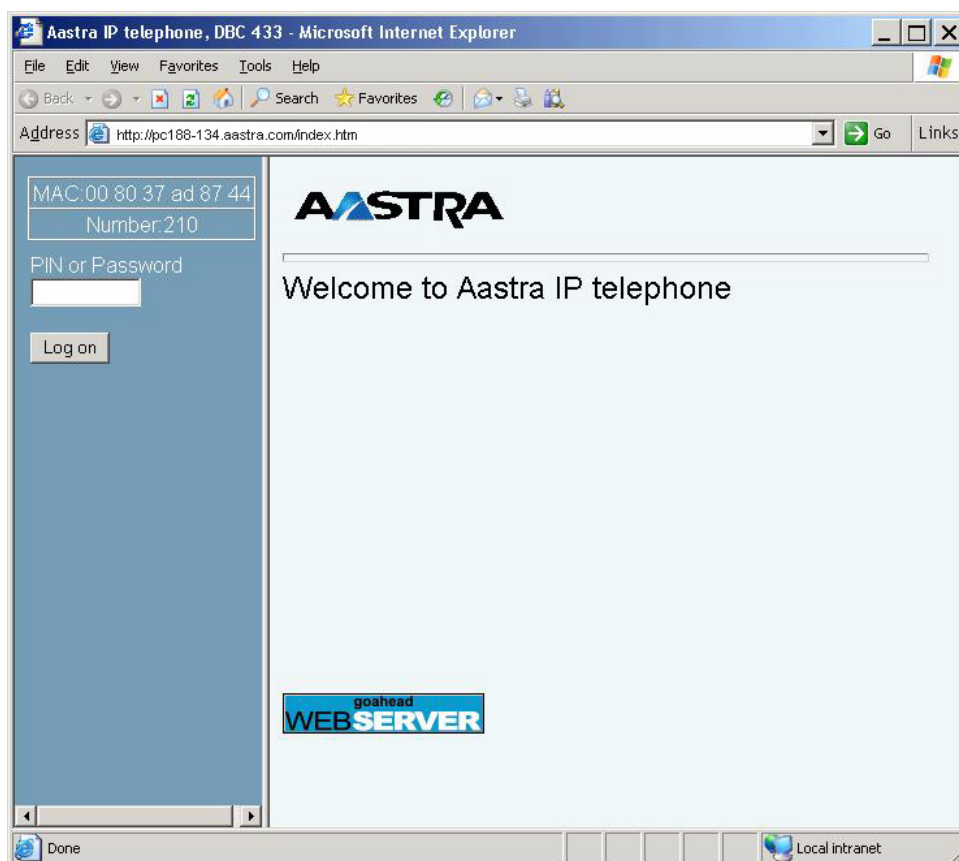 Aastra IP telephone, DBC 433 - Microsoft Internet Explorer
File Edit View Favorites Tools Help
Back Search Favorites
Address http://pc188-134.aastra.com/index.htm Go Links
MAC:00 80 37 ad 87 44
Number:210
PIN or Password
Log on
AASTRA
Welcome to Aastra IP telephone
goahead
WEBSERVER
Done Local intranet